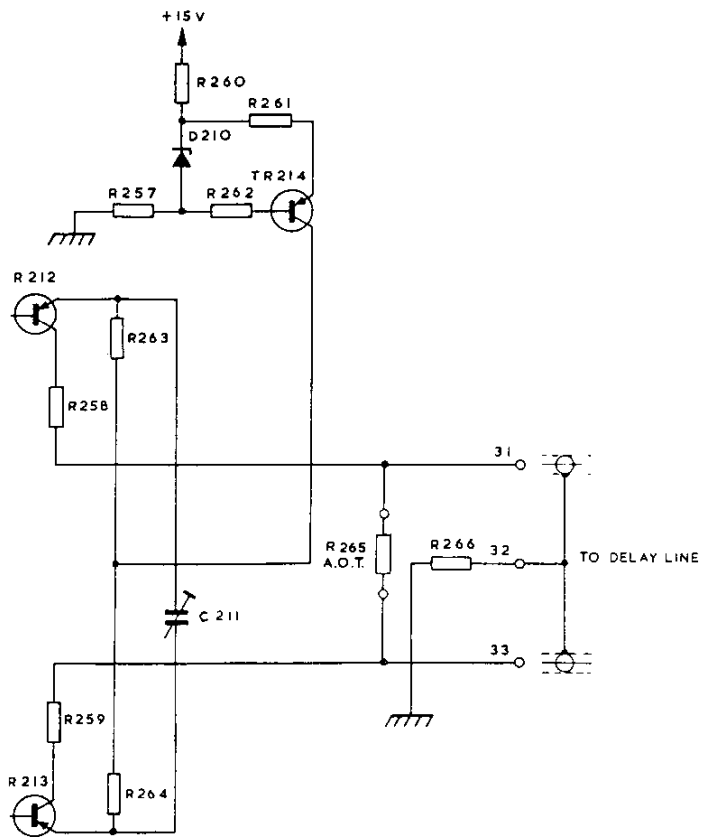 +15V
R260
R261
D210
TR214
R257
R262
R212
R263
R258
31
R265
A.O.T.
R266
32
TO DELAY LINE
C211
33
R259
R213
R264